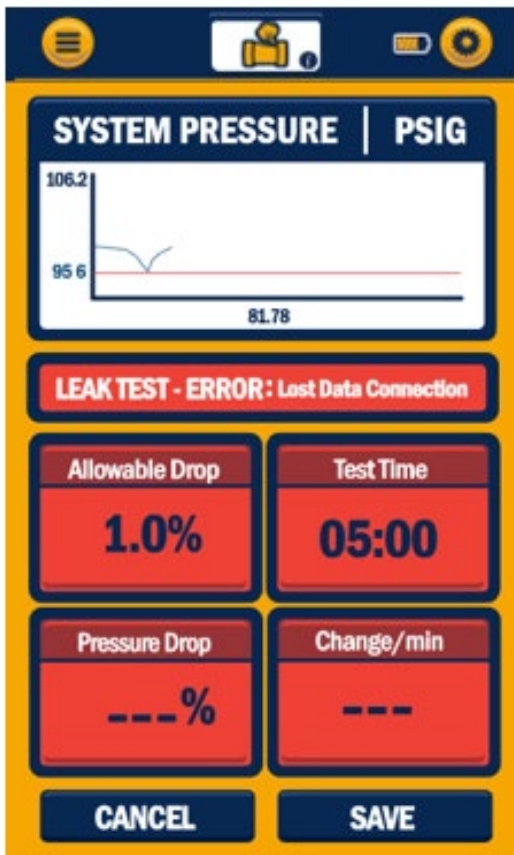 SYSTEM PRESSURE | PSIG
106.2
95 6
81.78
LEAK TEST - ERROR: Lost Data Connection
Allowable Drop
Test Time
1.0%
05:00
Pressure Drop
Change/min
---%
---
CANCEL
SAVE